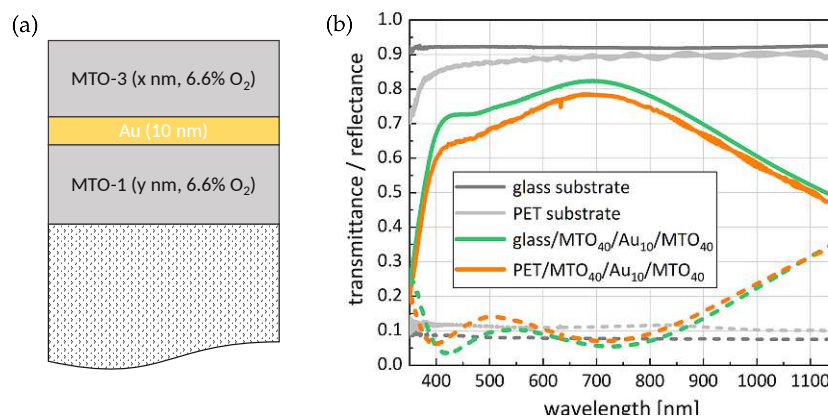 (a)
MTO-3 (x nm, 6.6% O₂)
Au (10 nm)
MTO-1 (y nm, 6.6% O₂)
(b)
transmittance / reflectance
1.0
0.9
0.8
0.7
0.6
0.5
0.4
0.3
0.2
0.1
0.0
glass substrate
PET substrate
glass/MTO₄₀/Au₁₀/MTO₄₀
PET/MTO₄₀/Au₁₀/MTO₄₀
400 500 600 700 800 900 1000 1100
wavelength [nm]